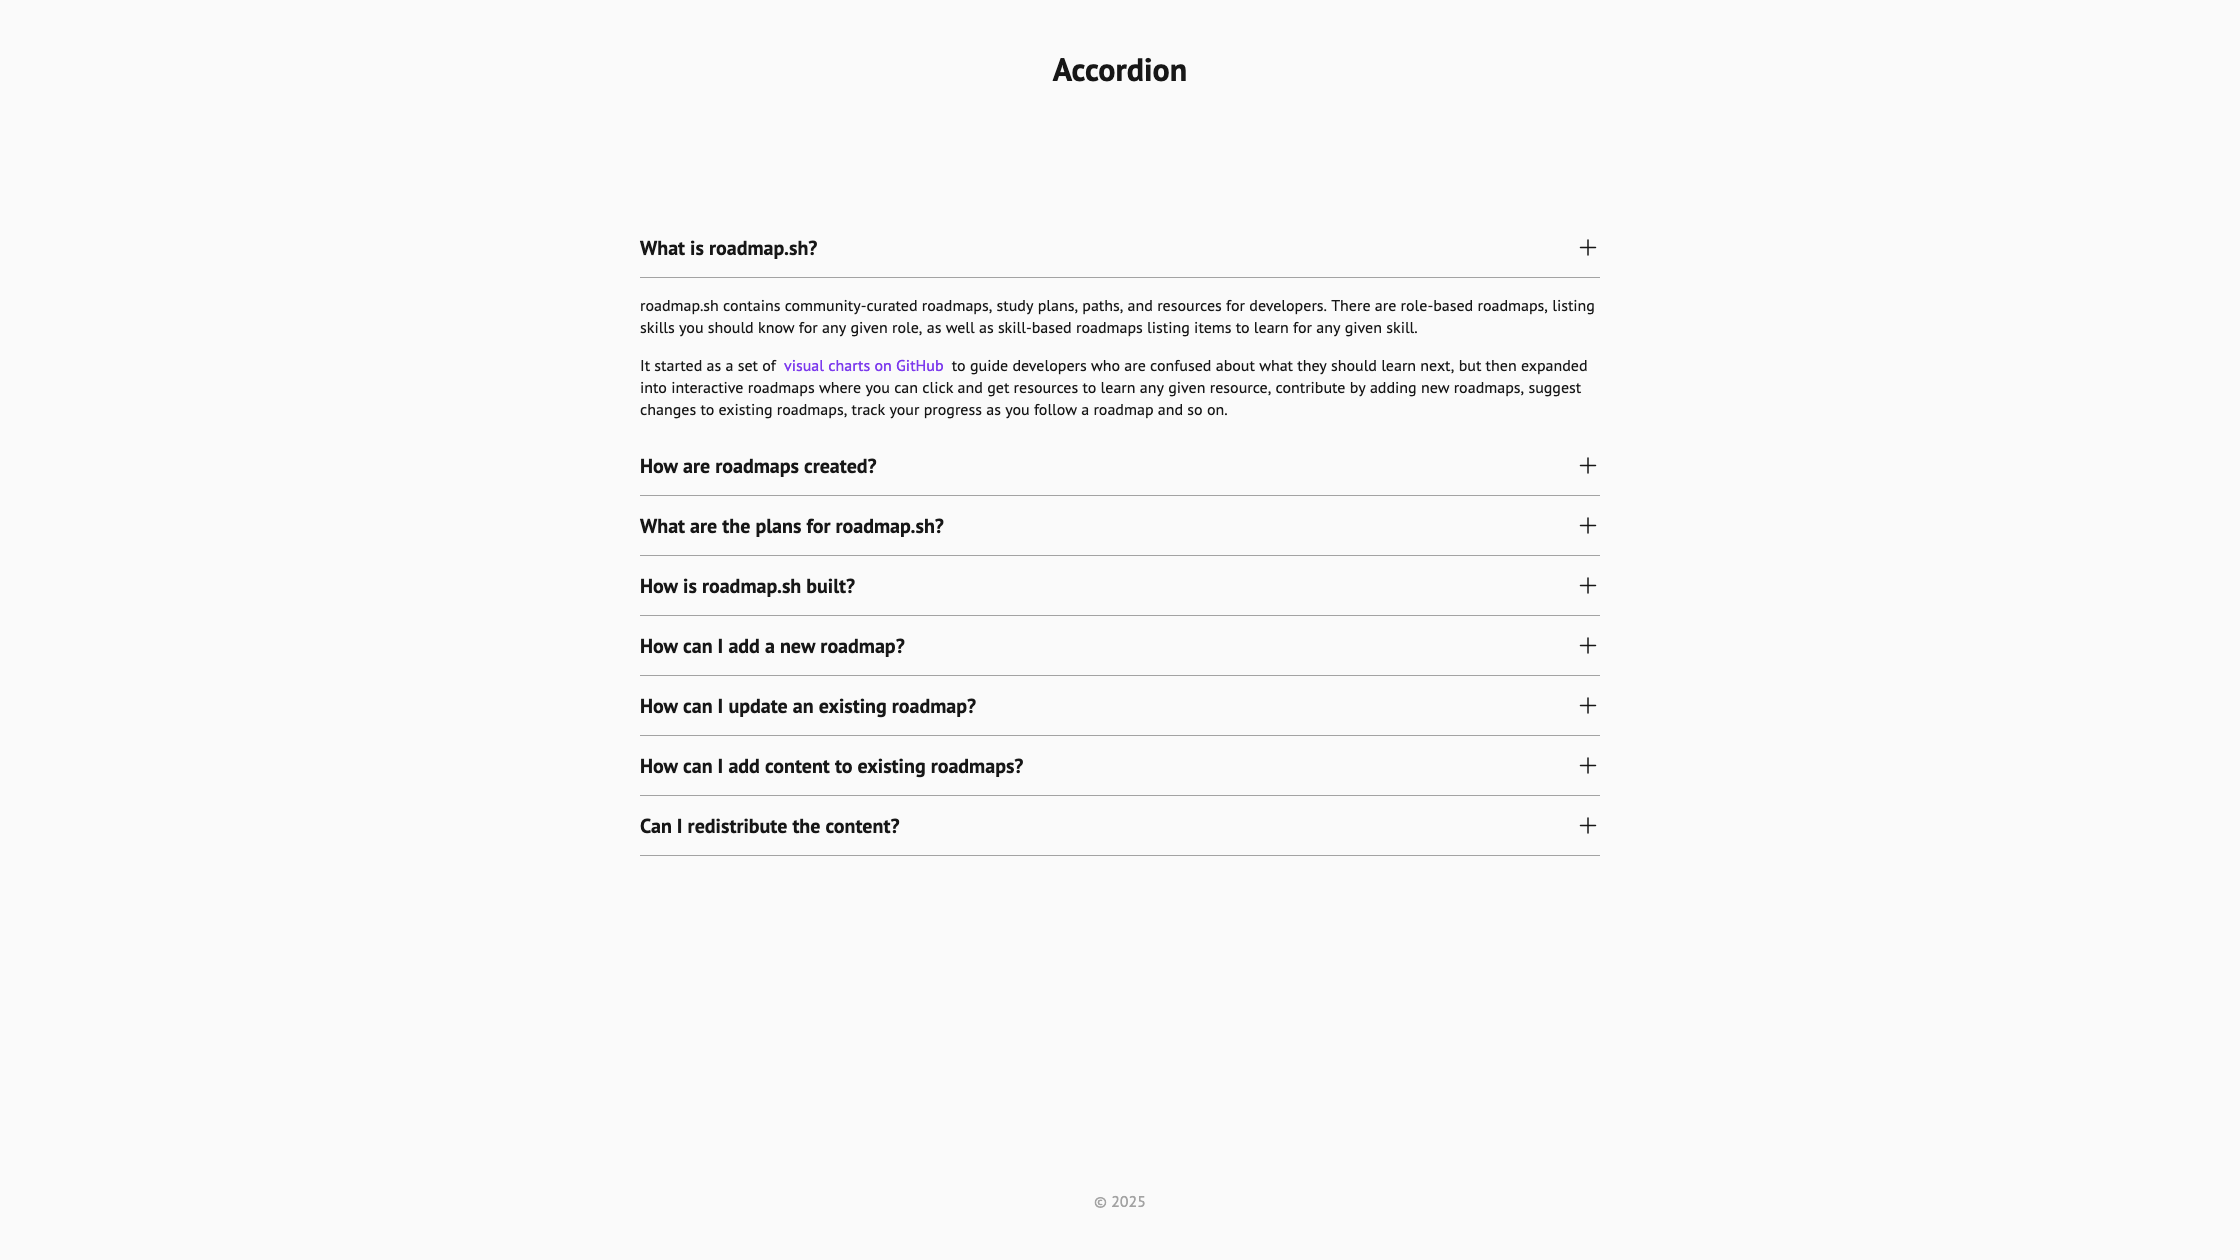 Accordion
What is roadmap.sh?
roadmap.sh contains community-curated roadmaps, study plans, paths, and resources for developers. There are role-based roadmaps, listing
skills you should know for any given role, as well as skill-based roadmaps listing items to learn for any given skill.
It started as a set of visual charts on GitHub to guide developers who are confused about what they should learn next, but then expanded
into interactive roadmaps where you can click and get resources to learn any given resource, contribute by adding new roadmaps, suggest
changes to existing roadmaps, track your progress as you follow a roadmap and so on.
How are roadmaps created?
What are the plans for roadmap.sh?
How is roadmap.sh built?
How can I add a new roadmap?
How can I update an existing roadmap?
How can I add content to existing roadmaps?
Can I redistribute the content?
© 2025